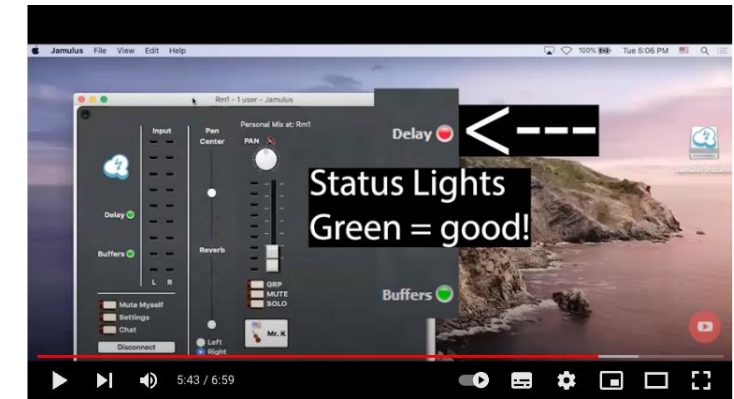 Jamulus File View Edit Help
100% Tue 5:06 PM
Rm1 - 1 user - Jamulus
Input
Pan
Center
Personal Mix at: Rm1
PAN
Delay
Buffers
L R
Mute Myself
Settings
Chat
Disconnect
Reverb
Left
Right
GRP
MUTE
SOLO
Mr. K
Delay <---
Status Lights
Green = good!
Buffers
5:43 / 6:59